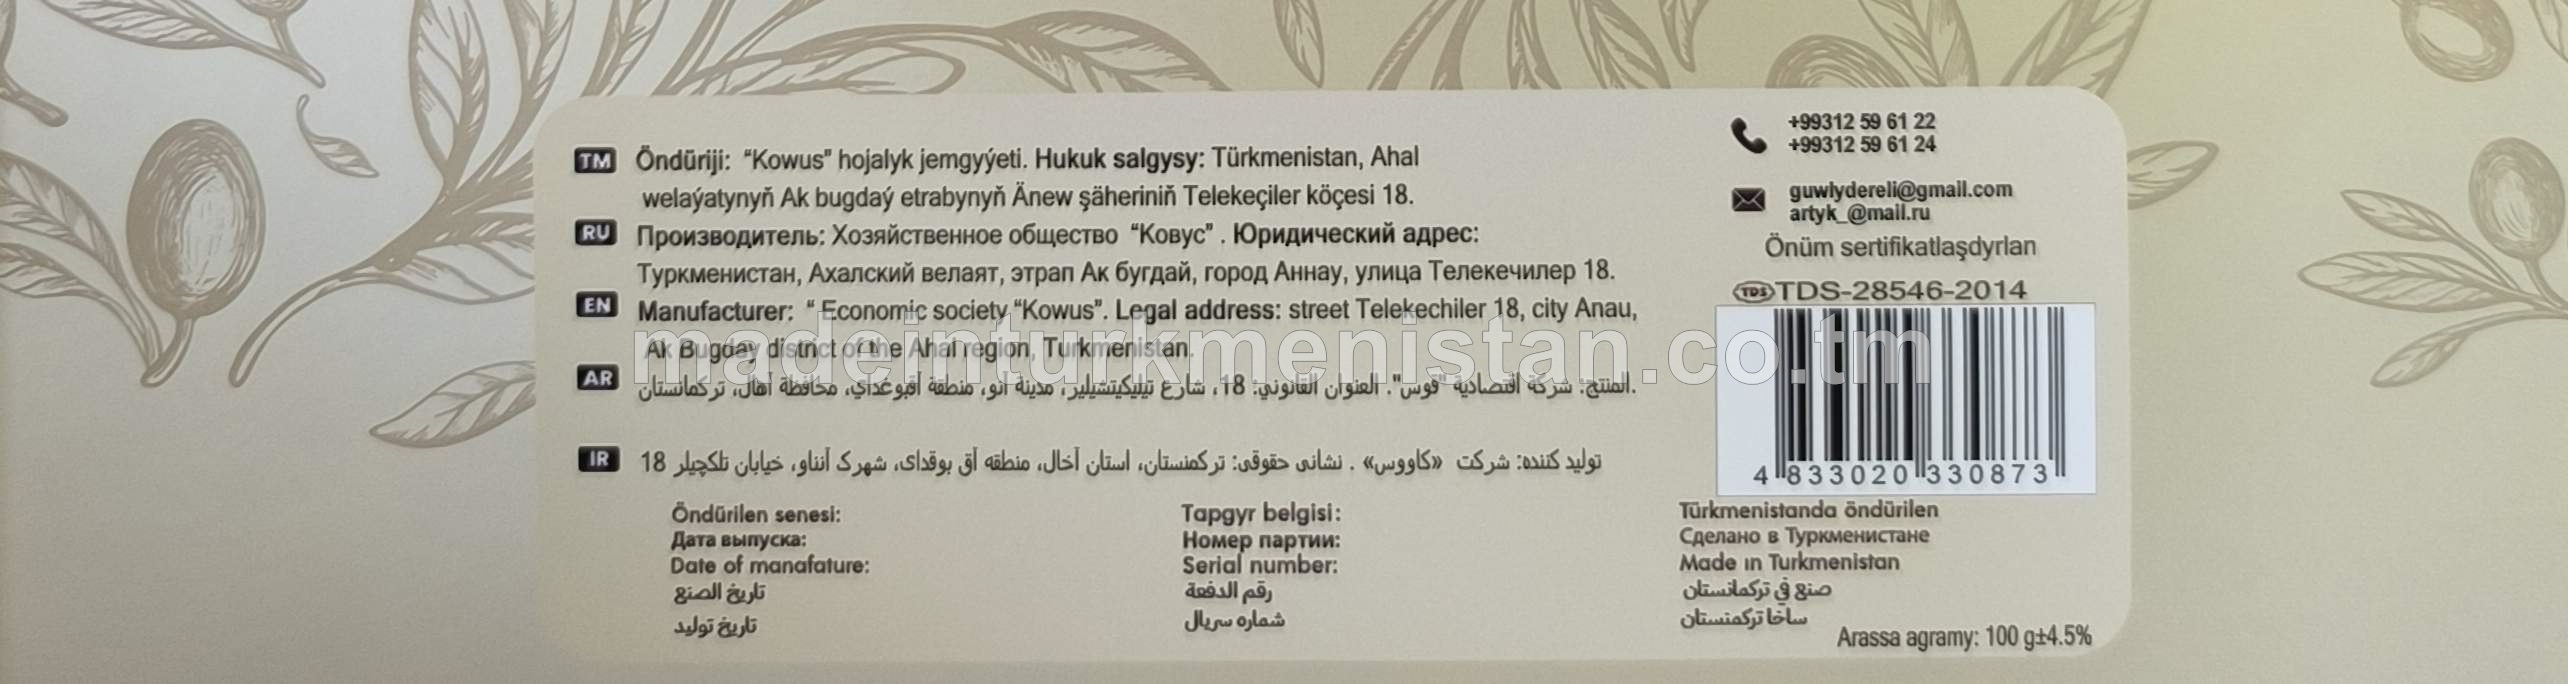 TM Öndüriji: “Kowus” hojalyk jemgyýeti. Hukuk salgysy: Türkmenistan, Ahal
welaýatynyň Ak bugdaý etrabynyň Änew şäheriniň Telekeçiler köçesi 18.
RU Производитель: Хозяйственное общество “Ковус” . Юридический адрес:
Туркменистан, Ахалский велаят, этрап Ак бугдай, город Аннау, улица Телекечилер 18.
EN Manufacturer: “ Economic society “Kowus”. Legal address: street Telekechiler 18, city Anau,
Ak Bugday district of the Ahal region, Turkmenistan.
AR المنتج: شركة اقتصادية "قوس". العنوان القانوني: 18، شارع تيليكيتشيلير، مدينة آنو، منطقة آقبوغداي، محافظة آهال، تركمانستان.
IR تولید کننده: شرکت «کاووس» . نشانی حقوقی: ترکمنستان، استان آخال، منطقه آق بوقدای، شهرک آنناو، خیابان تلکچیلر 18
madeinturkmenistan.co.tm
+99312 59 61 22
+99312 59 61 24
guwlydereli@gmail.com
artyk_@mail.ru
Önüm sertifikatlaşdyrlan
TDS TDS-28546-2014
4 833020 330873
Öndürilen senesi:
Дата выпуска:
Date of manafature:
تاريخ الصنع
تاریخ تولید
Tapgyr belgisi:
Номер партии:
Serial number:
رقم الدفعة
شماره سریال
Türkmenistanda öndürilen
Сделано в Туркменистане
Made in Turkmenistan
صنع في تركمانستان
ساخا ترکمنستان
Arassa agramy: 100 g±4.5%